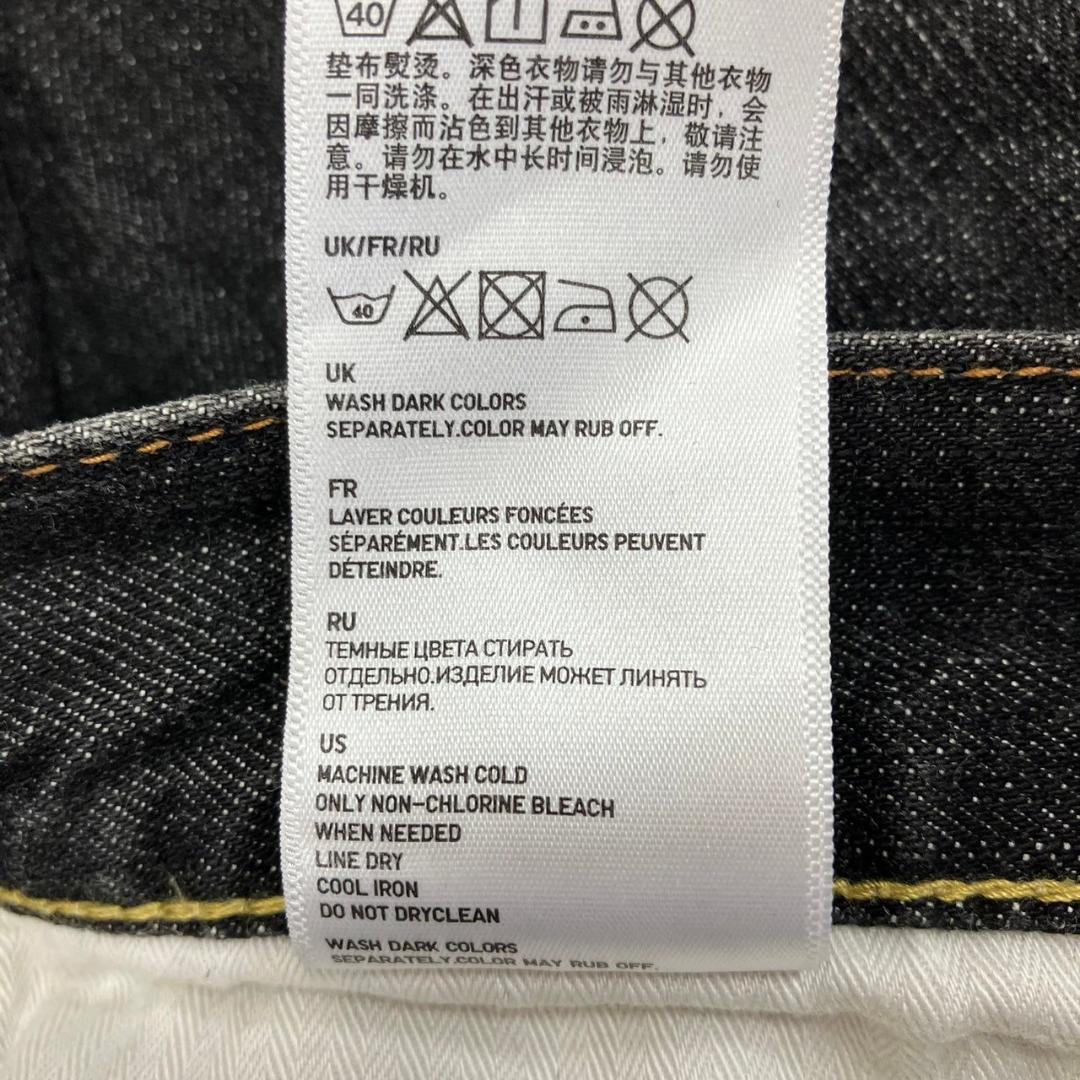 40
垫布熨烫。深色衣物请勿与其他衣物
一同洗涤。在出汗或被雨淋湿时，会
因摩擦而沾色到其他衣物上，敬请注
意。请勿在水中长时间浸泡。请勿使
用干燥机。
UK/FR/RU
40
UK
WASH DARK COLORS
SEPARATELY.COLOR MAY RUB OFF.
FR
LAVER COULEURS FONCÉES
SÉPARÉMENT.LES COULEURS PEUVENT
DÉTEINDRE.
RU
ТЕМНЫЕ ЦВЕТА СТИРАТЬ
ОТДЕЛЬНО.ИЗДЕЛИЕ МОЖЕТ ЛИНЯТЬ
ОТ ТРЕНИЯ.
US
MACHINE WASH COLD
ONLY NON-CHLORINE BLEACH
WHEN NEEDED
LINE DRY
COOL IRON
DO NOT DRYCLEAN
WASH DARK COLORS
SEPARATELY.COLOR MAY RUB OFF.